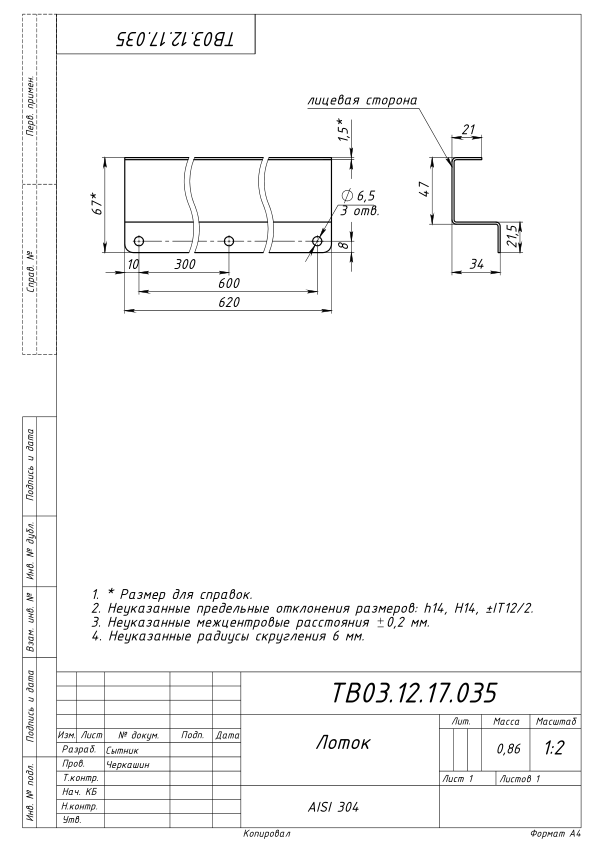 ТВ03.12.17.035
Перв. примен.
Справ. №
Подпись и дата
Инв. № дубл.
Взам. инв. №
Подпись и дата
Инв. № подл.
лицевая сторона
1,5*
67*
∅ 6,5
3 отв.
8
10
300
600
620
21
47
21,5
34
1. * Размер для справок.
2. Неуказанные предельные отклонения размеров: h14, H14, ±IT12/2.
3. Неуказанные межцентровые расстояния ±0,2 мм.
4. Неуказанные радиусы скругления 6 мм.
ТВ03.12.17.035
Изм. Лист № докум. Подп. Дата
Разраб. Сытник
Пров. Черкашин
Т.контр.
Нач. КБ
Н.контр.
Утв.
Лоток
AISI 304
Лит. Масса Масштаб
0,86 1:2
Лист 1 Листов 1
Копировал Формат А4